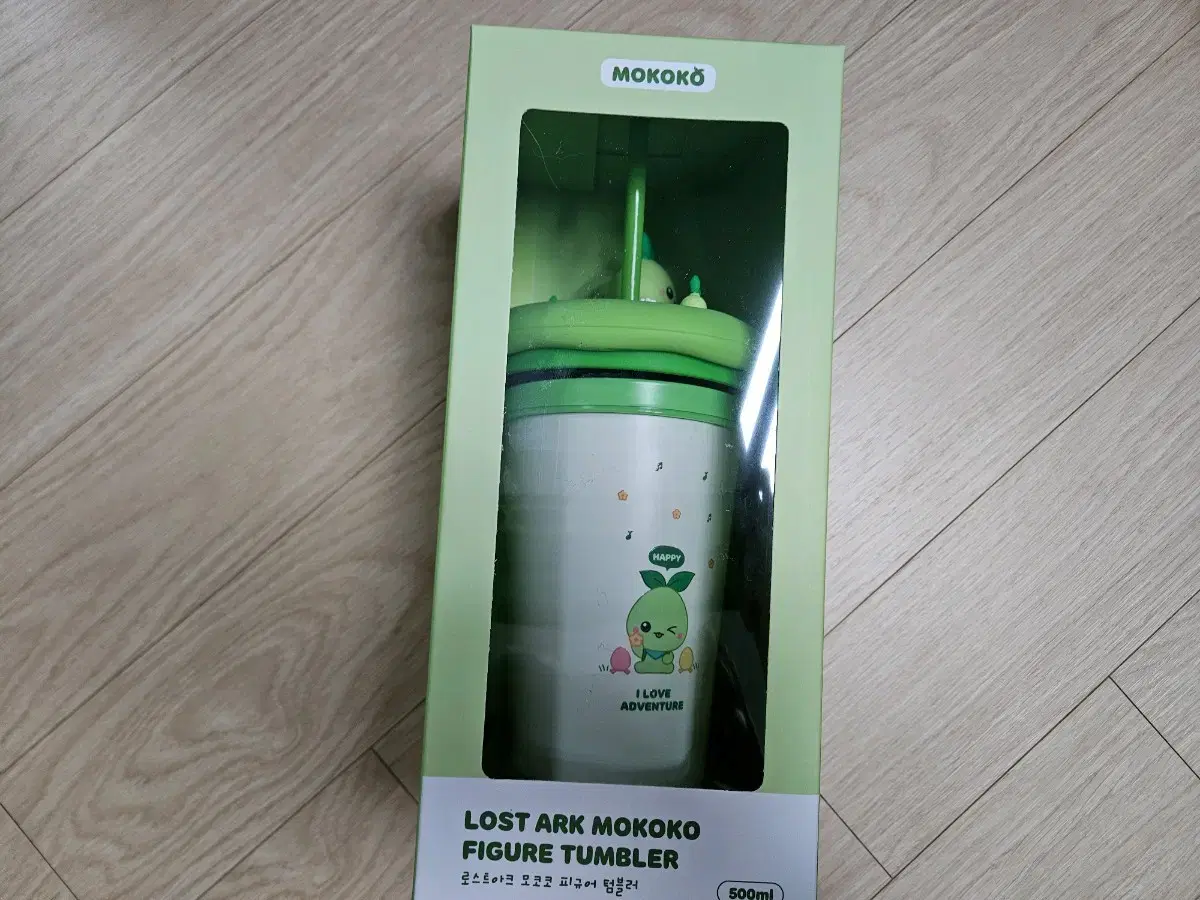 MOKOKO
HAPPY
I LOVE
ADVENTURE
LOST ARK MOKOKO
FIGURE TUMBLER
로스트아크 모코코 피규어 텀블러
500ml